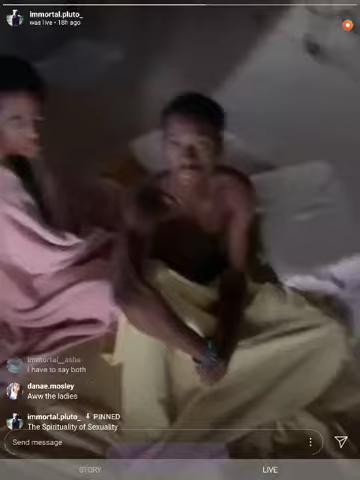 immortal.pluto_
was live • 18h ago
immortal__asha
I have to say both
danae.mosley
Aww the ladies
immortal.pluto_ PINNED
The Spirituality of Sexuality
Send message
STORY
LIVE